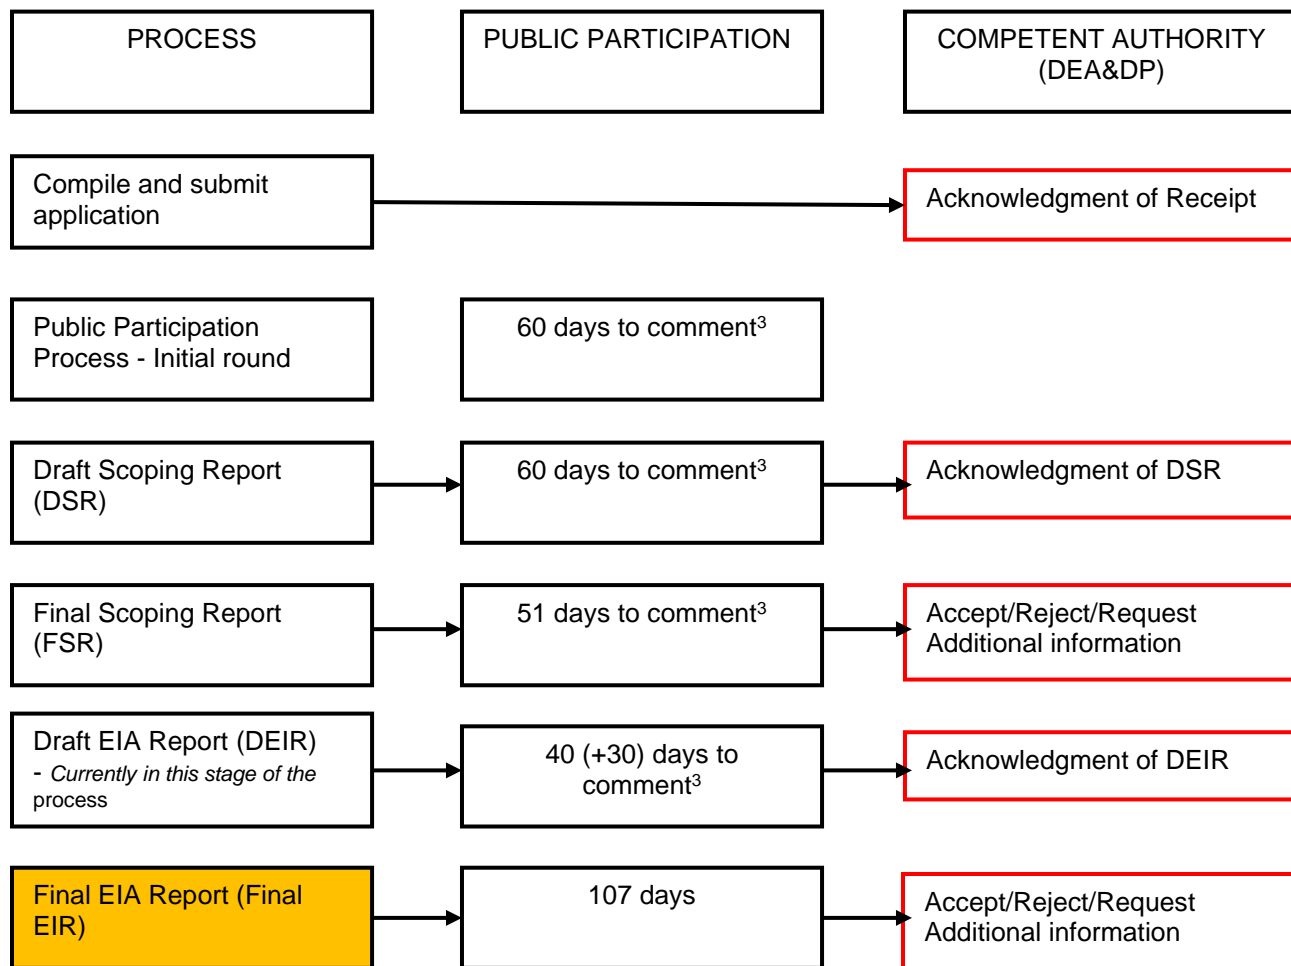 PROCESS
PUBLIC PARTICIPATION
COMPETENT AUTHORITY
(DEA&DP)
Compile and submit
application
Acknowledgment of Receipt
Public Participation
Process - Initial round
60 days to comment3
Draft Scoping Report
(DSR)
60 days to comment3
Acknowledgment of DSR
Final Scoping Report
(FSR)
51 days to comment3
Accept/Reject/Request
Additional information
Draft EIA Report (DEIR)
- Currently in this stage of the
process
40 (+30) days to
comment3
Acknowledgment of DEIR
Final EIA Report (Final
EIR)
107 days
Accept/Reject/Request
Additional information